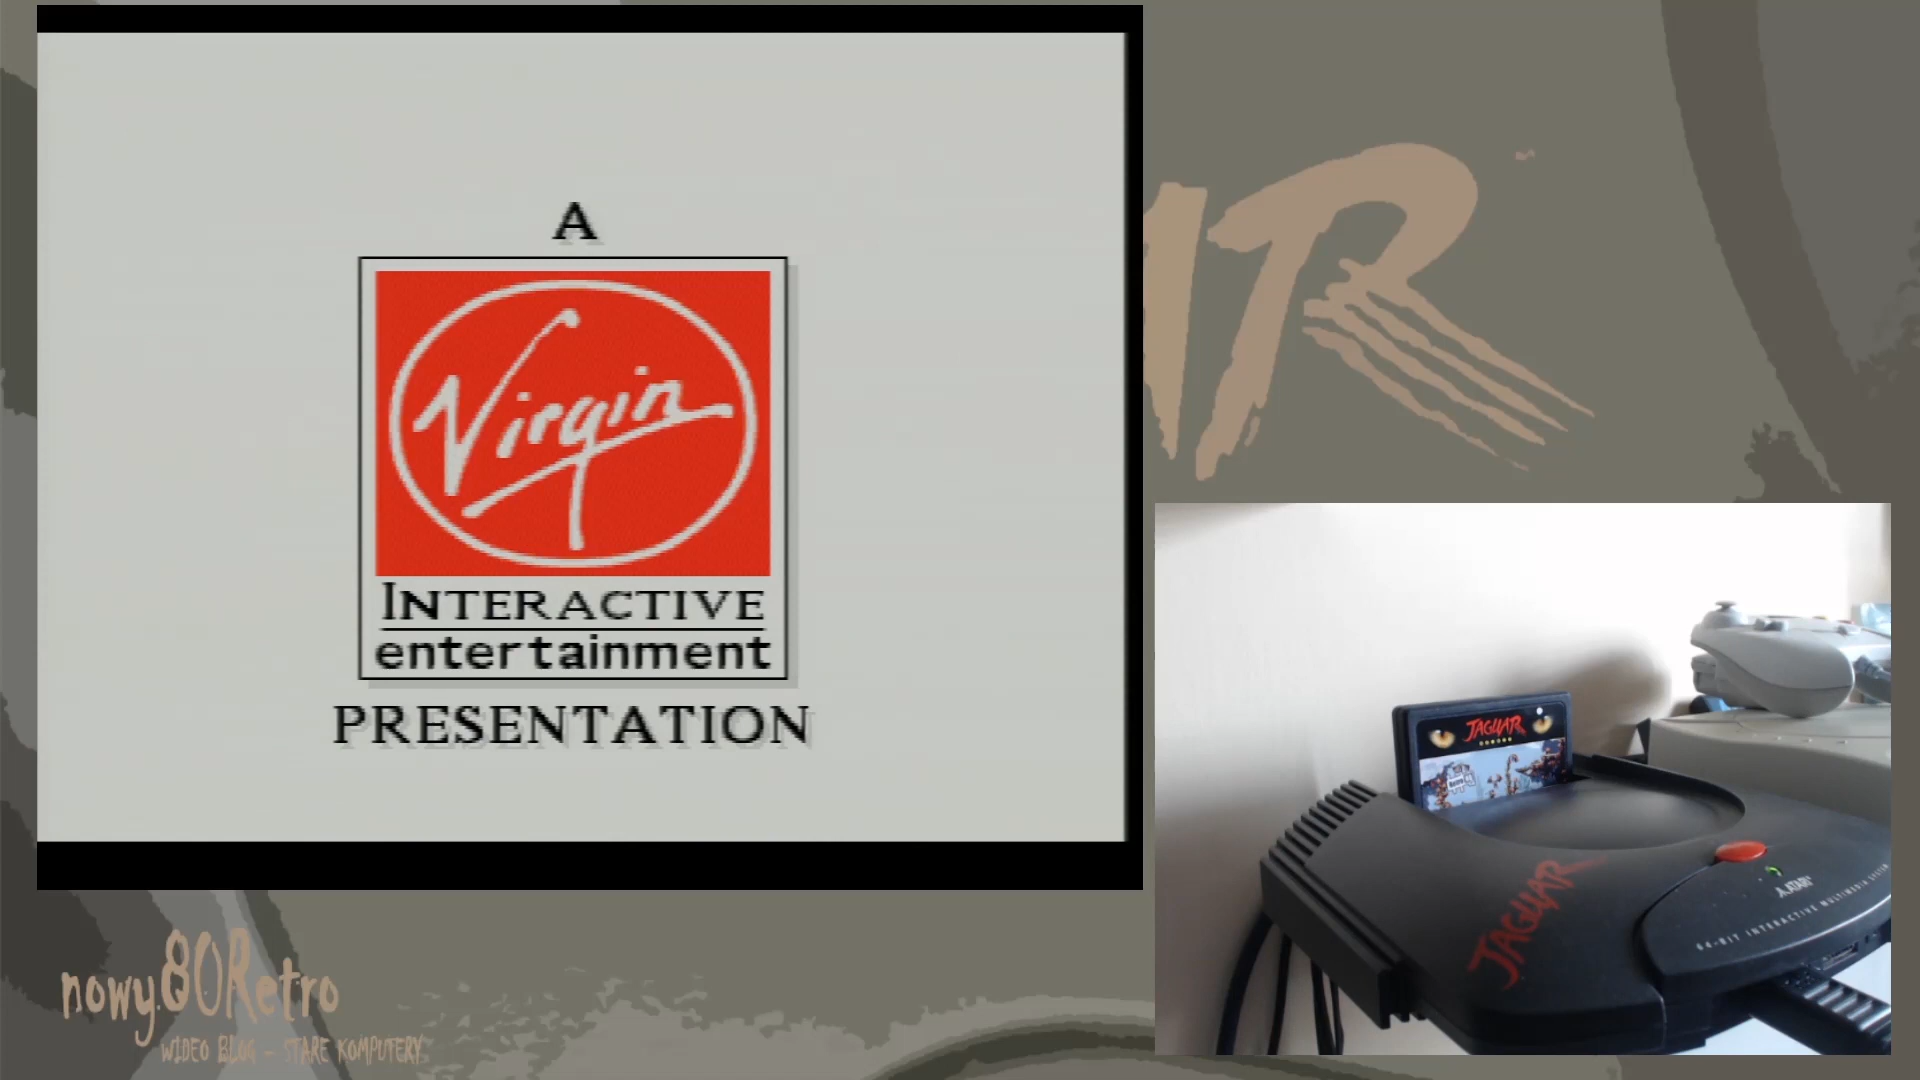 A
Virgin
INTERACTIVE
entertainment
PRESENTATION
JAGUAR
JAGUAR
ATARI
64-BIT INTERACTIVE MULTIMEDIA SYSTEM
nowy80Retro
WIDEO BLOG - STARE KOMPUTERY